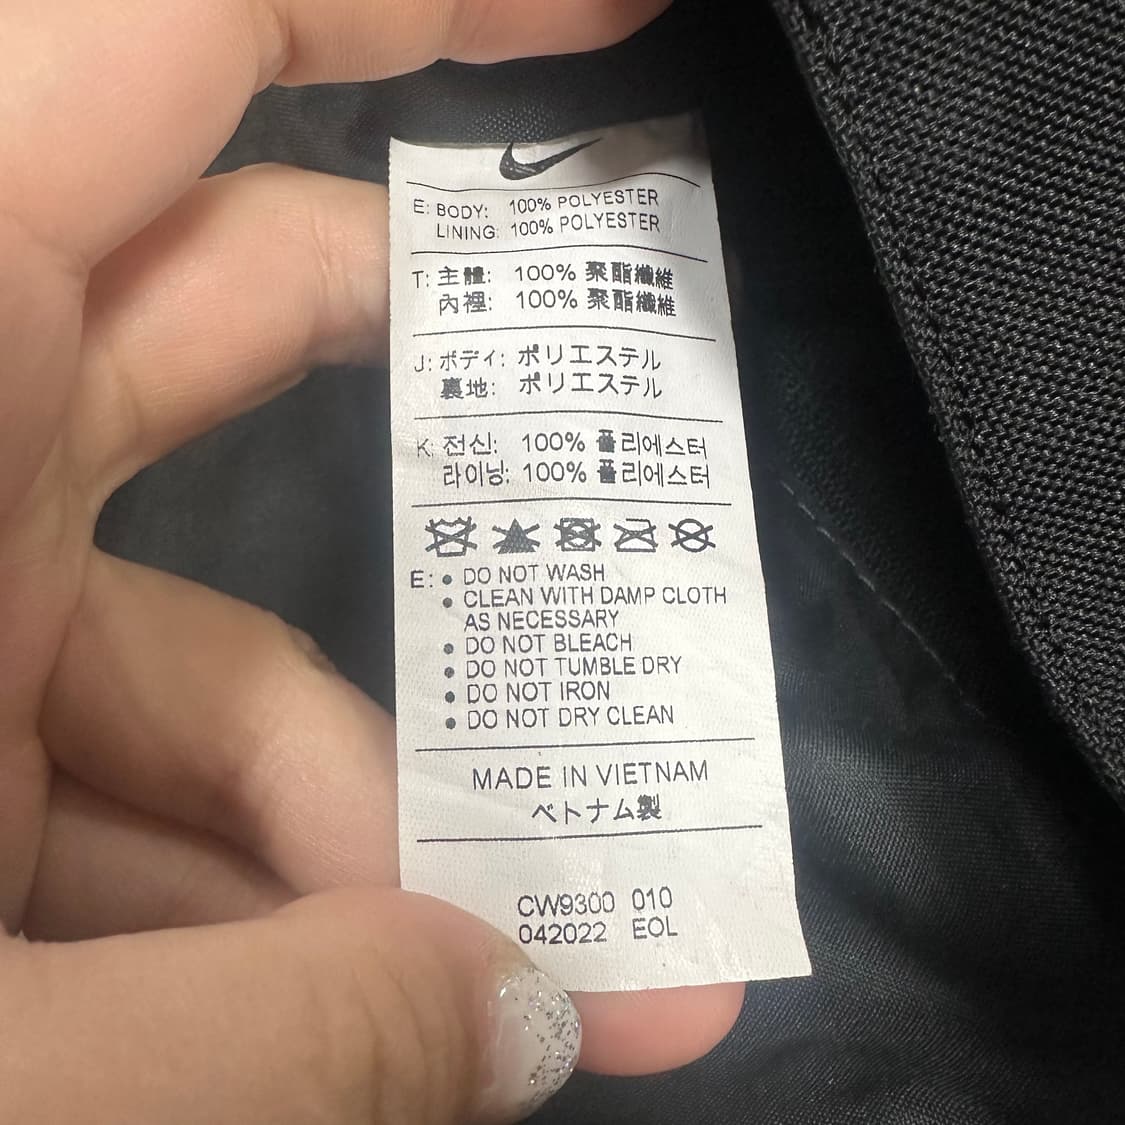 E: BODY: 100% POLYESTER
LINING: 100% POLYESTER
T: 主體: 100% 聚酯纖維
內裡: 100% 聚酯纖維
J: ボディ: ポリエステル
裏地: ポリエステル
K: 전신: 100% 폴리에스터
라이닝: 100% 폴리에스터
E: • DO NOT WASH
• CLEAN WITH DAMP CLOTH
AS NECESSARY
• DO NOT BLEACH
• DO NOT TUMBLE DRY
• DO NOT IRON
• DO NOT DRY CLEAN
MADE IN VIETNAM
ベトナム製
CW9300 010
042022 EOL